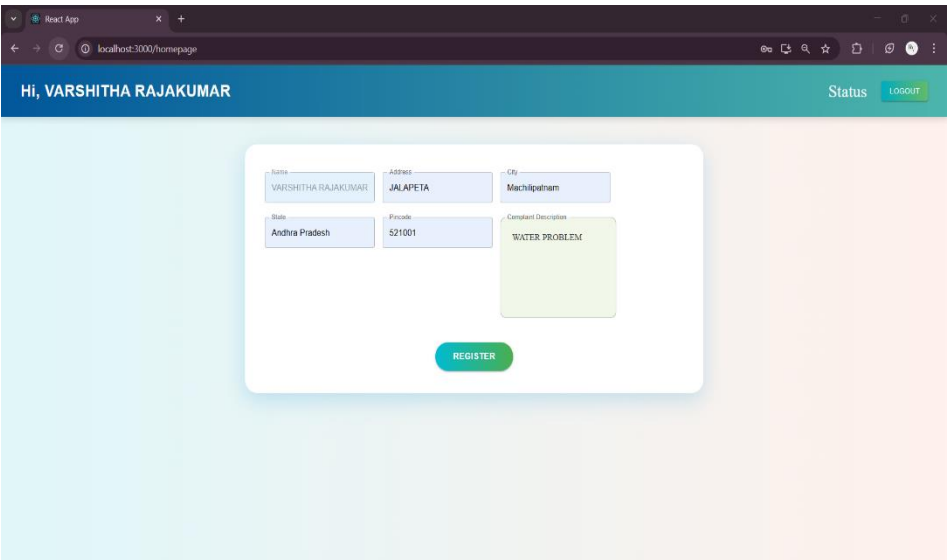 React App
localhost:3000/homepage
Hi, VARSHITHA RAJAKUMAR
Status
LOGOUT
Name
Address
City
VARSHITHA RAJAKUMAR
JALAPETA
Machilipatnam
State
Pincode
Complaint Description
Andhra Pradesh
521001
WATER PROBLEM
REGISTER